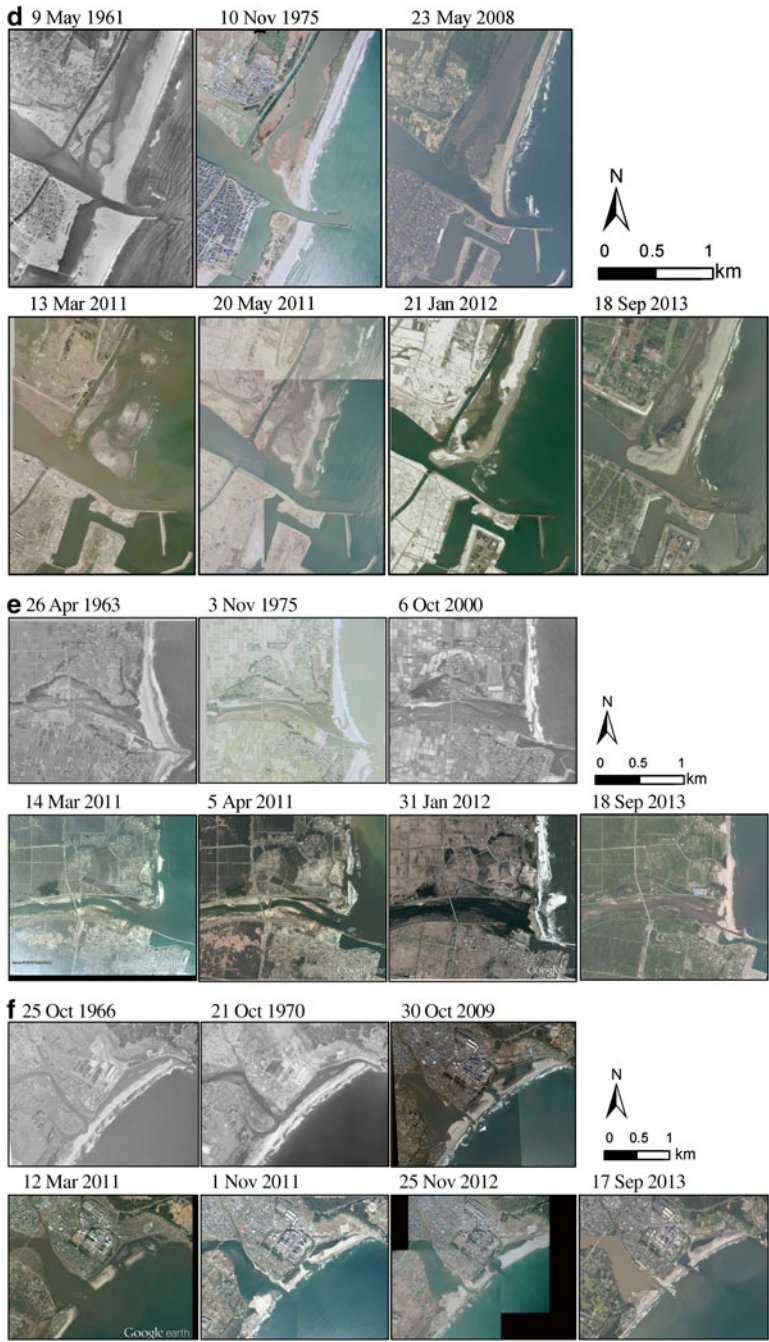 d
9 May 1961 10 Nov 1975 23 May 2008
N
0 0.5 1
km
13 Mar 2011 20 May 2011 21 Jan 2012 18 Sep 2013
e
26 Apr 1963 3 Nov 1975 6 Oct 2000
N
0 0.5 1
km
14 Mar 2011 5 Apr 2011 31 Jan 2012 18 Sep 2013
Google ear Google ear
f
25 Oct 1966 21 Oct 1970 30 Oct 2009
N
0 0.5 1
km
12 Mar 2011 1 Nov 2011 25 Nov 2012 17 Sep 2013
Google earth